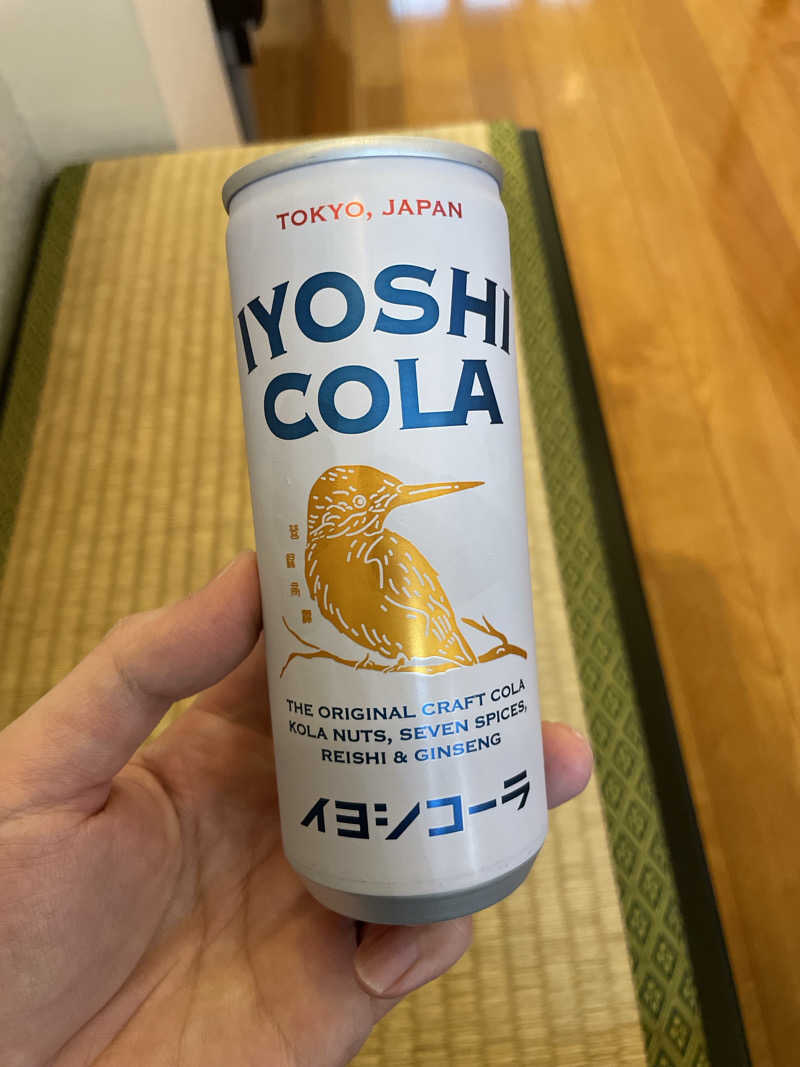 TOKYO, JAPAN
IYOSHI
COLA
THE ORIGINAL CRAFT COLA
KOLA NUTS, SEVEN SPICES,
REISHI & GINSENG
イヨシコーラ